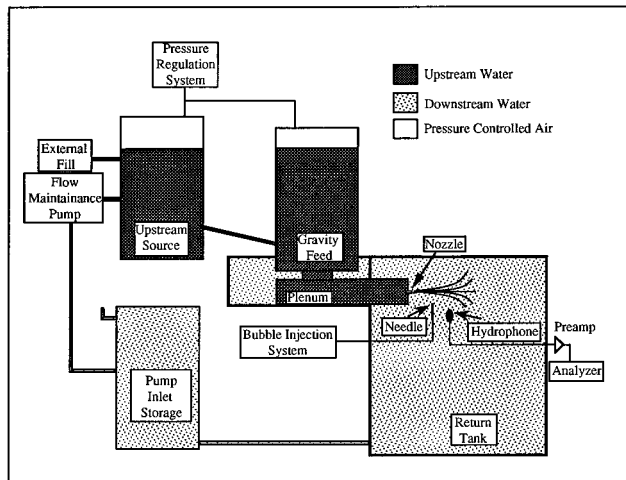 Pressure
Regulation
System
Upstream Water
Downstream Water
Pressure Controlled Air
External
Fill
Flow
Maintainance
Pump
Upstream
Source
Gravity
Feed
Nozzle
Plenum
Needle
Hydrophone
Preamp
Bubble Injection
System
Analyzer
Pump
Inlet
Storage
Return
Tank